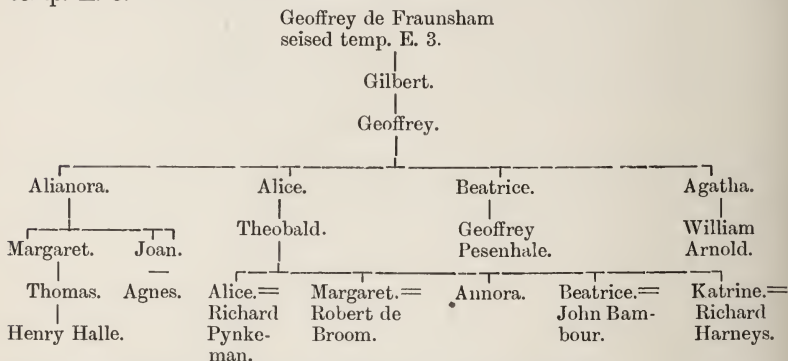 Geoffrey de Fraunsham
seised temp. E. 3.
Gilbert.
Geoffrey.
Alianora. Alice. Beatrice. Agatha.
Margaret. Joan. Theobald. Geoffrey William
Pesenhale. Arnold.
Thomas. Agnes. Alice.= Margaret.= Annora. Beatrice.= Katrine.=
Richard Robert de John Bam- Richard
Henry Halle. Pynke- Broom. bour. Harneys.
man.